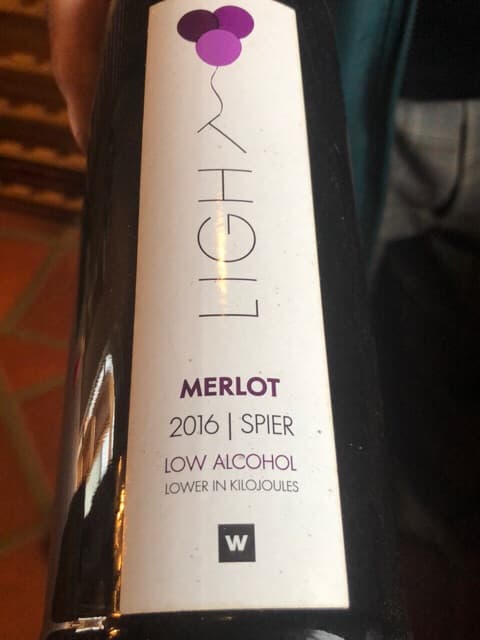 LIGHT
MERLOT
2016 | SPIER
LOW ALCOHOL
LOWER IN KILOJOULES
W